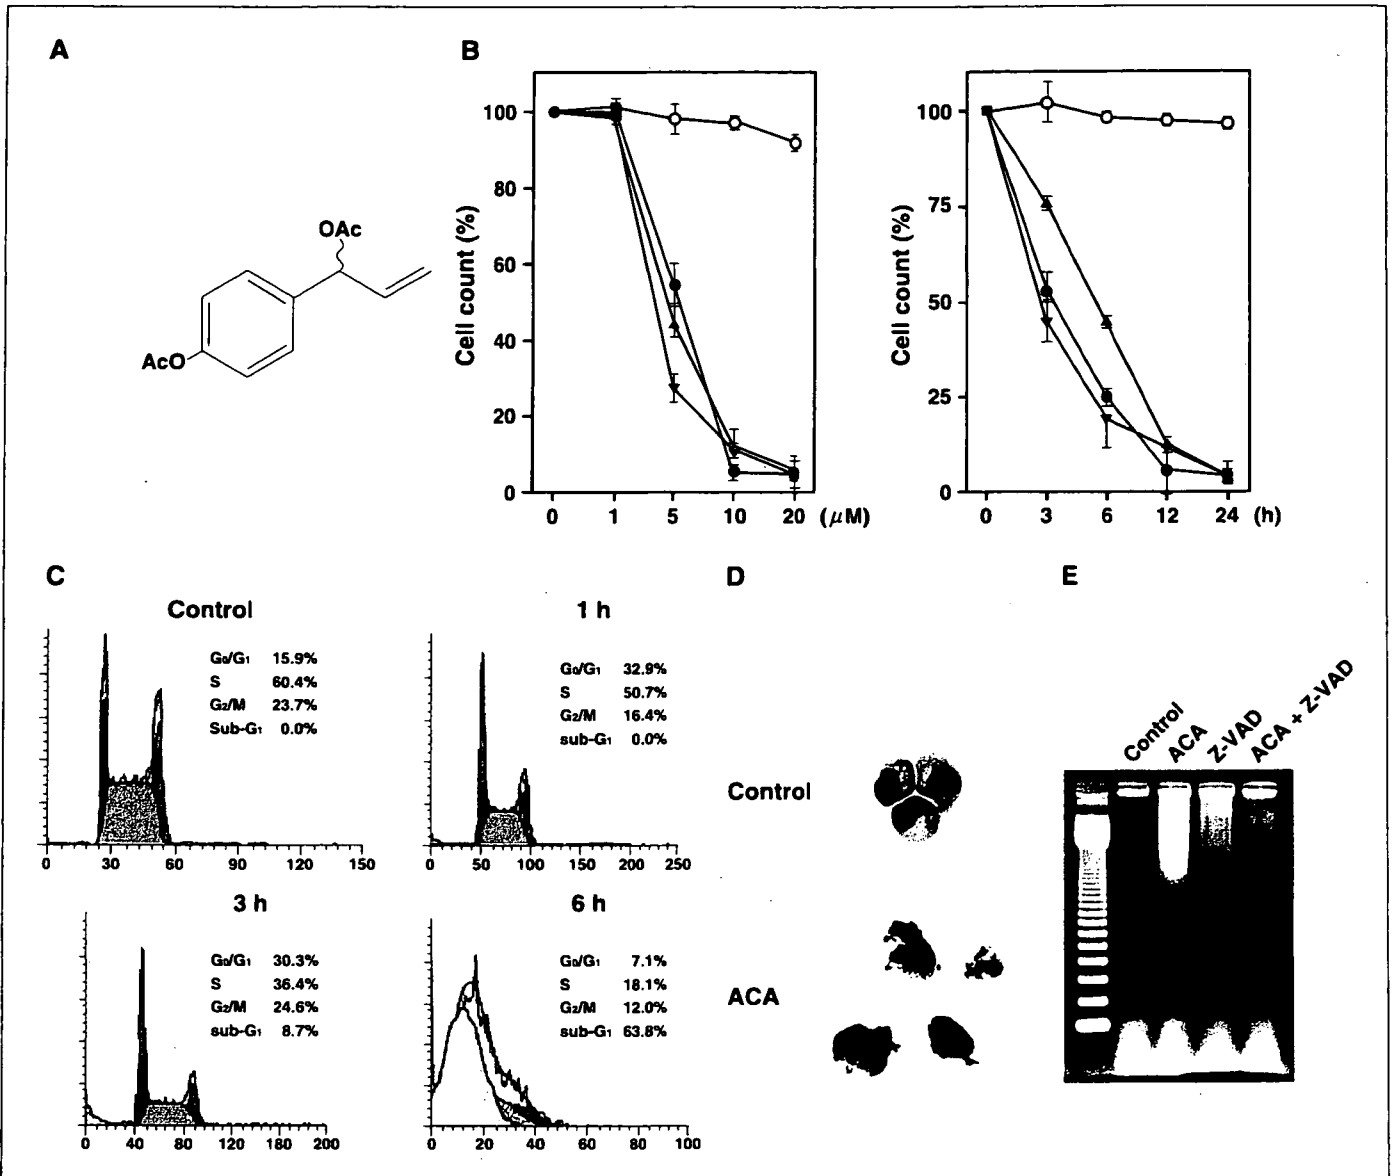 A
B
OAc
AcO
Cell count (%)
100
80
60
40
20
0
0 1 5 10 20 (μM)
Cell count (%)
100
75
50
25
0
0 3 6 12 24 (h)
C
D
E
Control
G0/G1 15.9%
S 60.4%
G2/M 23.7%
Sub-G1 0.0%
0 30 60 90 120 150
1 h
G0/G1 32.9%
S 50.7%
G2/M 16.4%
sub-G1 0.0%
0 50 100 150 200 250
3 h
G0/G1 30.3%
S 36.4%
G2/M 24.6%
sub-G1 8.7%
0 40 80 120 180 200
6 h
G0/G1 7.1%
S 18.1%
G2/M 12.0%
sub-G1 63.8%
0 20 40 60 80 100
Control
ACA
Control
ACA
Z-VAD
ACA + Z-VAD